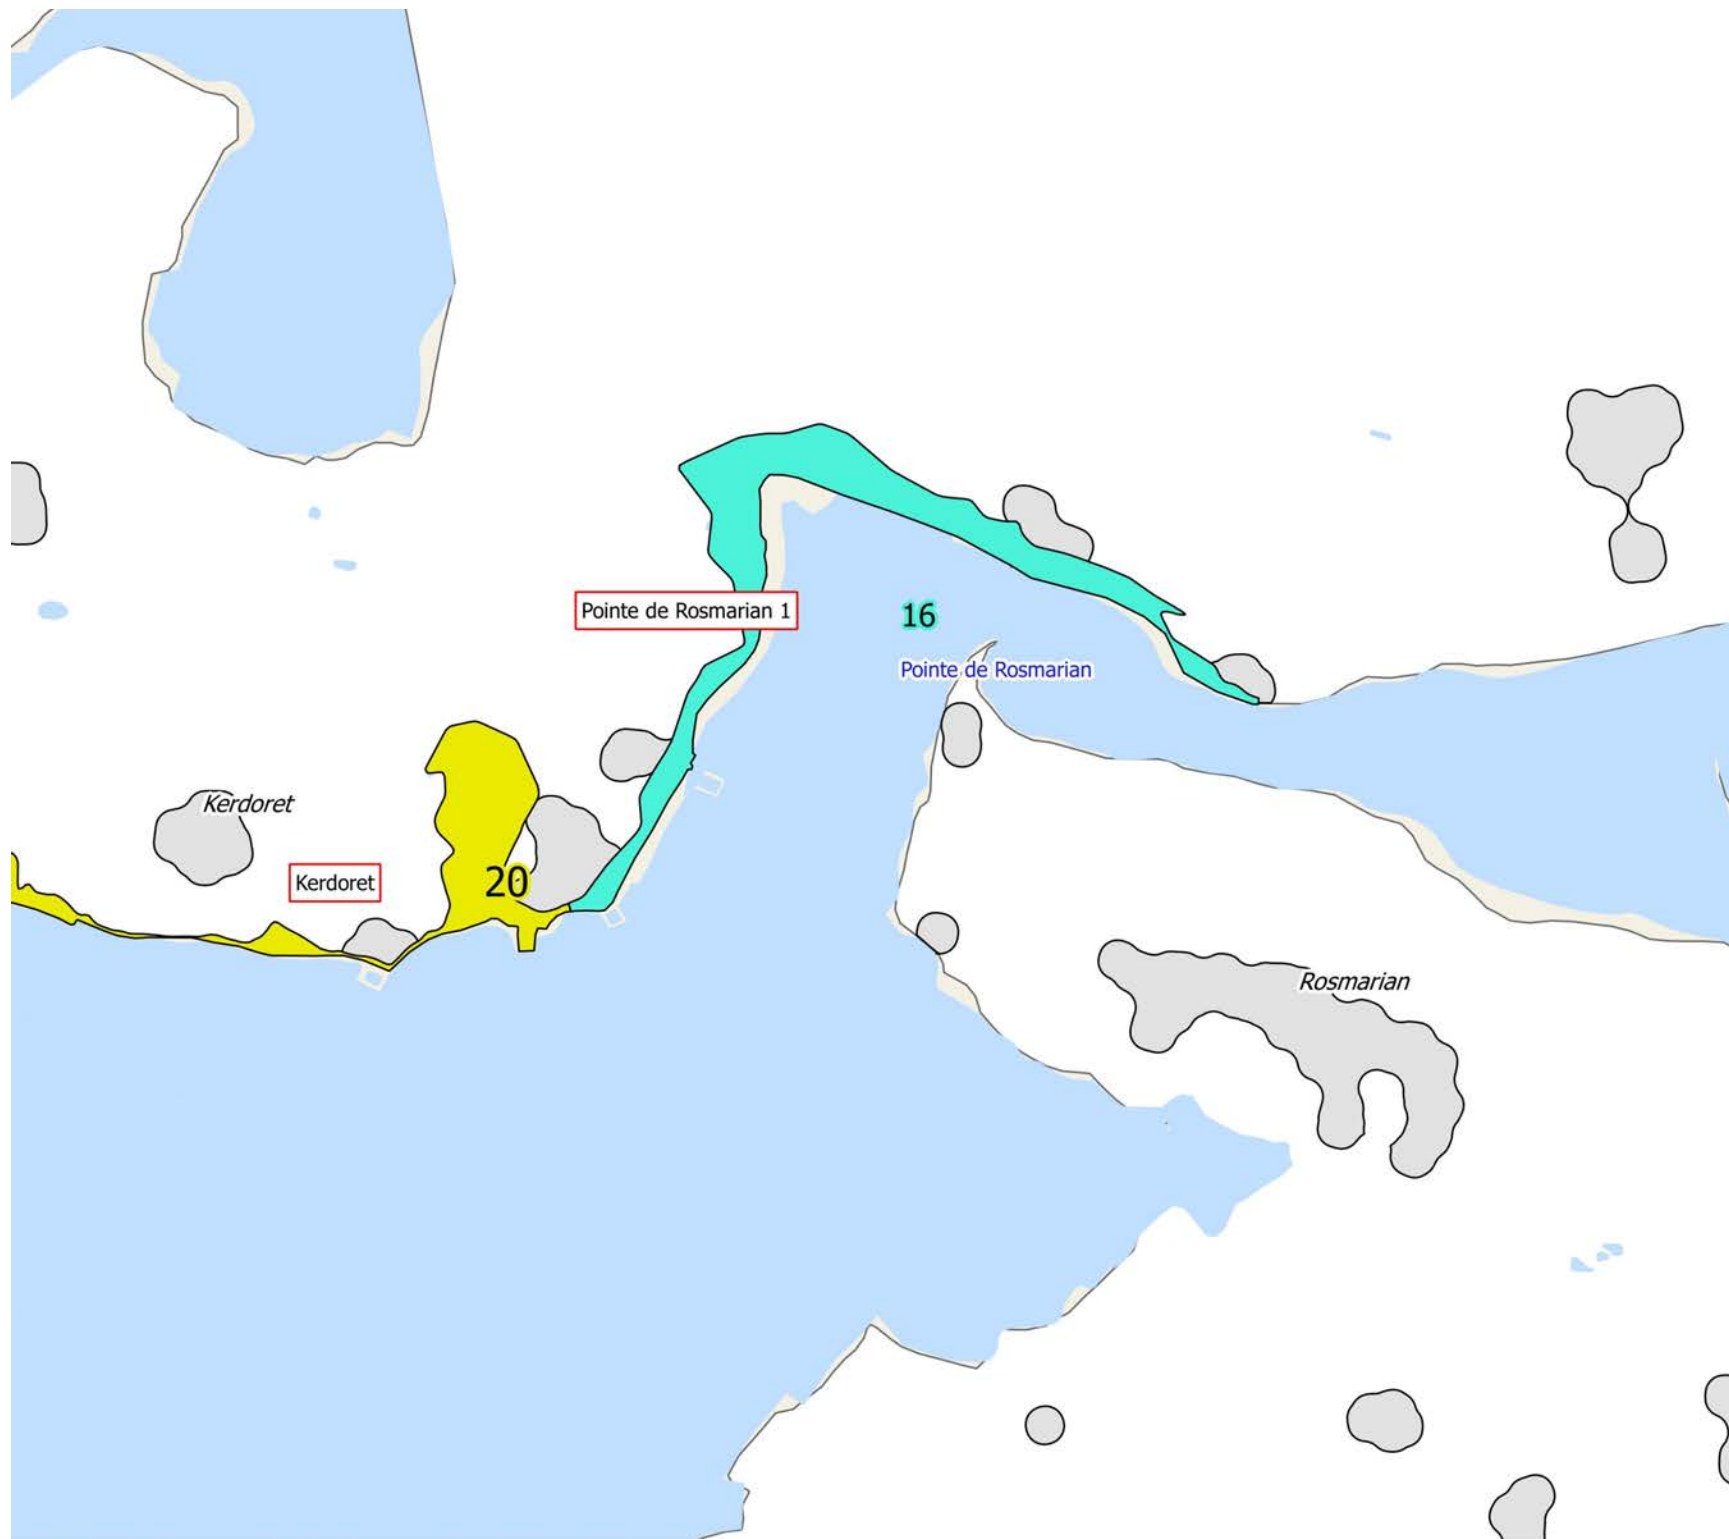 Pointe de Rosmarian 1
16
Pointe de Rosmarian
Kerdoret
Kerdoret
20
Rosmarian